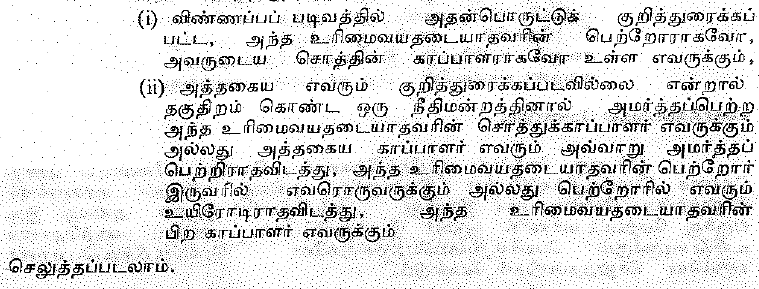 (i) விண்ணப்பப் படிவத்தில் அதன்பொருட்டுக் குறித்துரைக்கப்
பட்ட, அந்த உரிமைவயதடையாதவரின் பெற்றோராகவோ,
அவருடைய சொத்தின் காப்பாளராகவோ உள்ள எவருக்கும்,
(ii) அத்தகைய எவரும் குறித்துரைக்கப்படவில்லை என்றால்
தகுதிறம் கொண்ட ஒரு நீதிமன்றத்தினால் அமர்த்தப்பெற்ற
அந்த உரிமைவயதடையாதவரின் சொத்துக்காப்பாளர் எவருக்கும்
அல்லது அத்தகைய காப்பாளர் எவரும் அவ்வாறு அமர்த்தப்
பெற்றிராதவிடத்து, அந்த உரிமைவயதடையாதவரின் பெற்றோர்
இருவரில் எவரொருவருக்கும் அல்லது பெற்றோரில் எவரும்
உயிரோடிராதவிடத்து, அந்த உரிமைவயதடையாதவரின்
பிற காப்பாளர் எவருக்கும்
செலுத்தப்படலாம்.